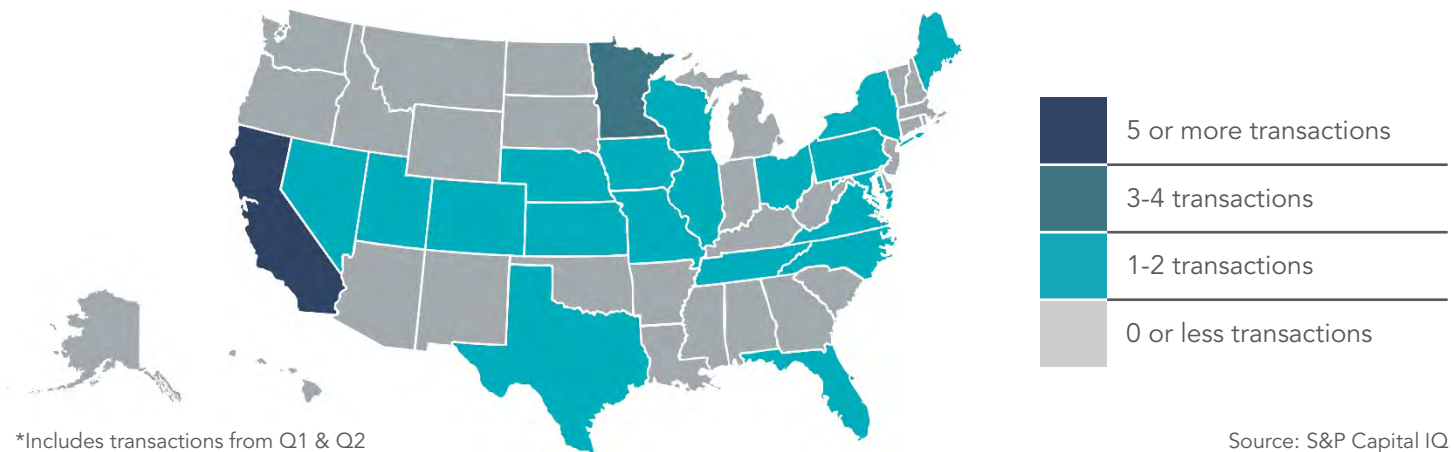 5 or more transactions
3-4 transactions
1-2 transactions
0 or less transactions
*Includes transactions from Q1 & Q2
Source: S&P Capital IQ